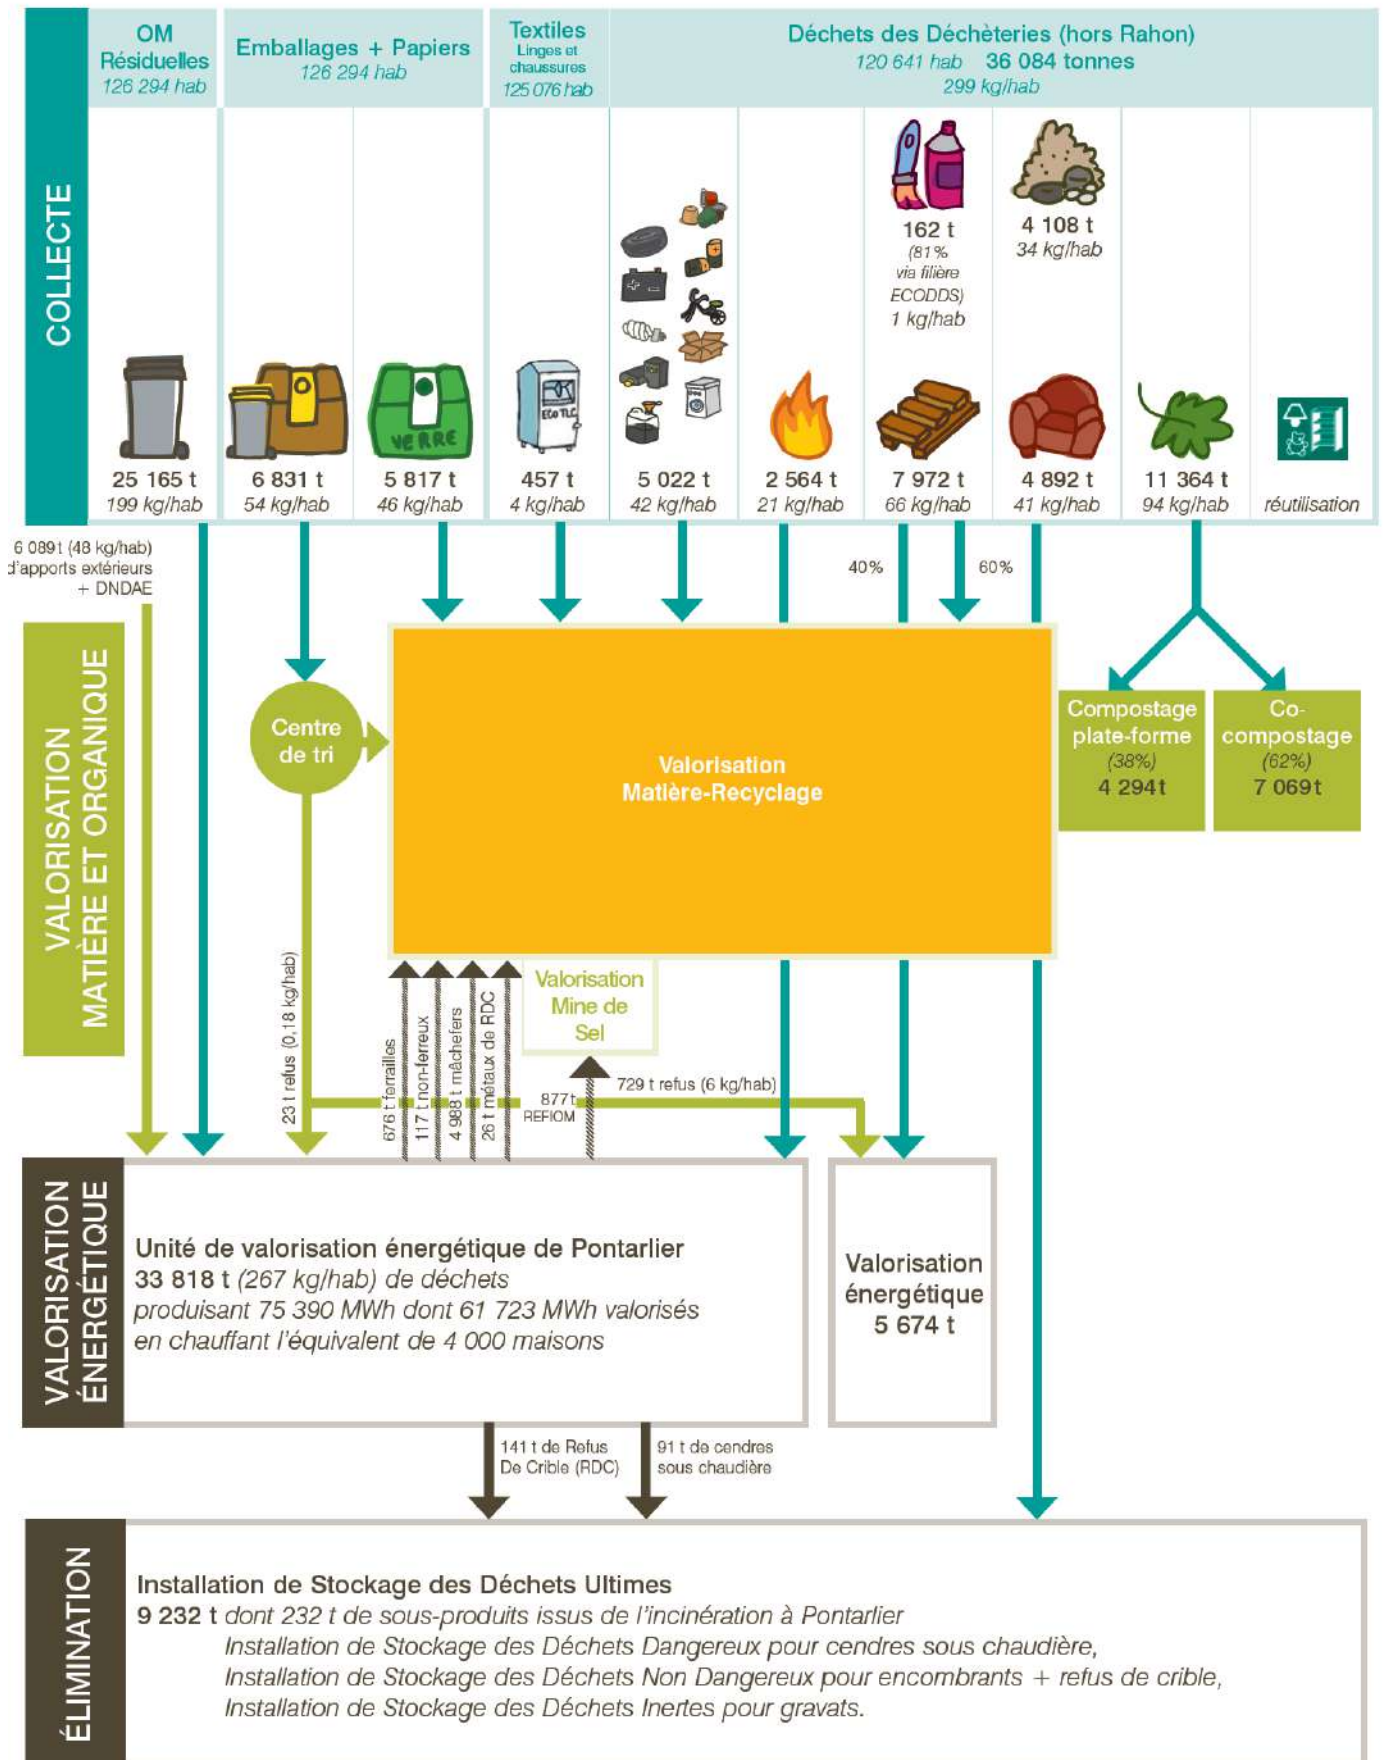 COLLECTE
OM
Résiduelles
126 294 hab
Emballages + Papiers
126 294 hab
Textiles
Linges et
chaussures
125 076 hab
Déchets des Déchèteries (hors Rahon)
120 641 hab 36 084 tonnes
299 kg/hab
162 t
(81%
via filière
ECODDS)
1 kg/hab
4 108 t
34 kg/hab
VERRE
ECO TLC
25 165 t
199 kg/hab
6 831 t
54 kg/hab
5 817 t
46 kg/hab
457 t
4 kg/hab
5 022 t
42 kg/hab
2 564 t
21 kg/hab
7 972 t
66 kg/hab
4 892 t
41 kg/hab
11 364 t
94 kg/hab
réutilisation
6 089t (48 kg/hab)
d'apports extérieurs
+ DNDAE
40%
60%
VALORISATION
MATIÈRE ET ORGANIQUE
Centre
de tri
Valorisation
Matière-Recyclage
Compostage
plate-forme
(38%)
4 294t
Co-
compostage
(62%)
7 069t
23 t refus (0,18 kg/hab)
676 t ferrailles
117 t non-ferreux
4 988 t mâchefers
26 t métaux de RDC
Valorisation
Mine de
Sel
877t
REFIOM
729 t refus (6 kg/hab)
VALORISATION
ÉNERGÉTIQUE
Unité de valorisation énergétique de Pontarlier
33 818 t (267 kg/hab) de déchets
produisant 75 390 MWh dont 61 723 MWh valorisés
en chauffant l'équivalent de 4 000 maisons
Valorisation
énergétique
5 674 t
141 t de Refus
De Crible (RDC)
91 t de cendres
sous chaudière
ÉLIMINATION
Installation de Stockage des Déchets Ultimes
9 232 t dont 232 t de sous-produits issus de l'incinération à Pontarlier
Installation de Stockage des Déchets Dangereux pour cendres sous chaudière,
Installation de Stockage des Déchets Non Dangereux pour encombrants + refus de crible,
Installation de Stockage des Déchets Inertes pour gravats.